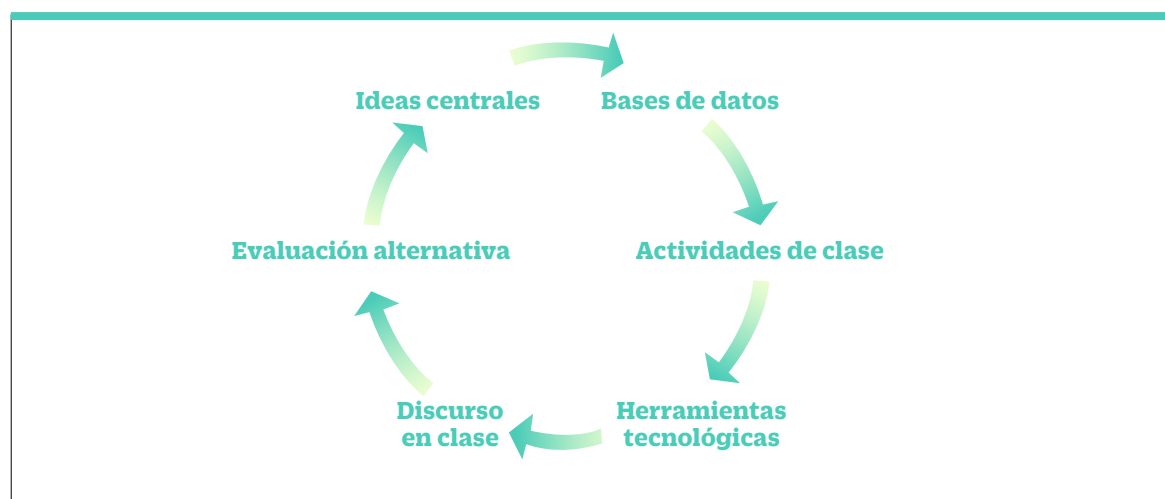 Ideas centrales
Bases de datos
Evaluación alternativa
Actividades de clase
Discurso
en clase
Herramientas
tecnológicas